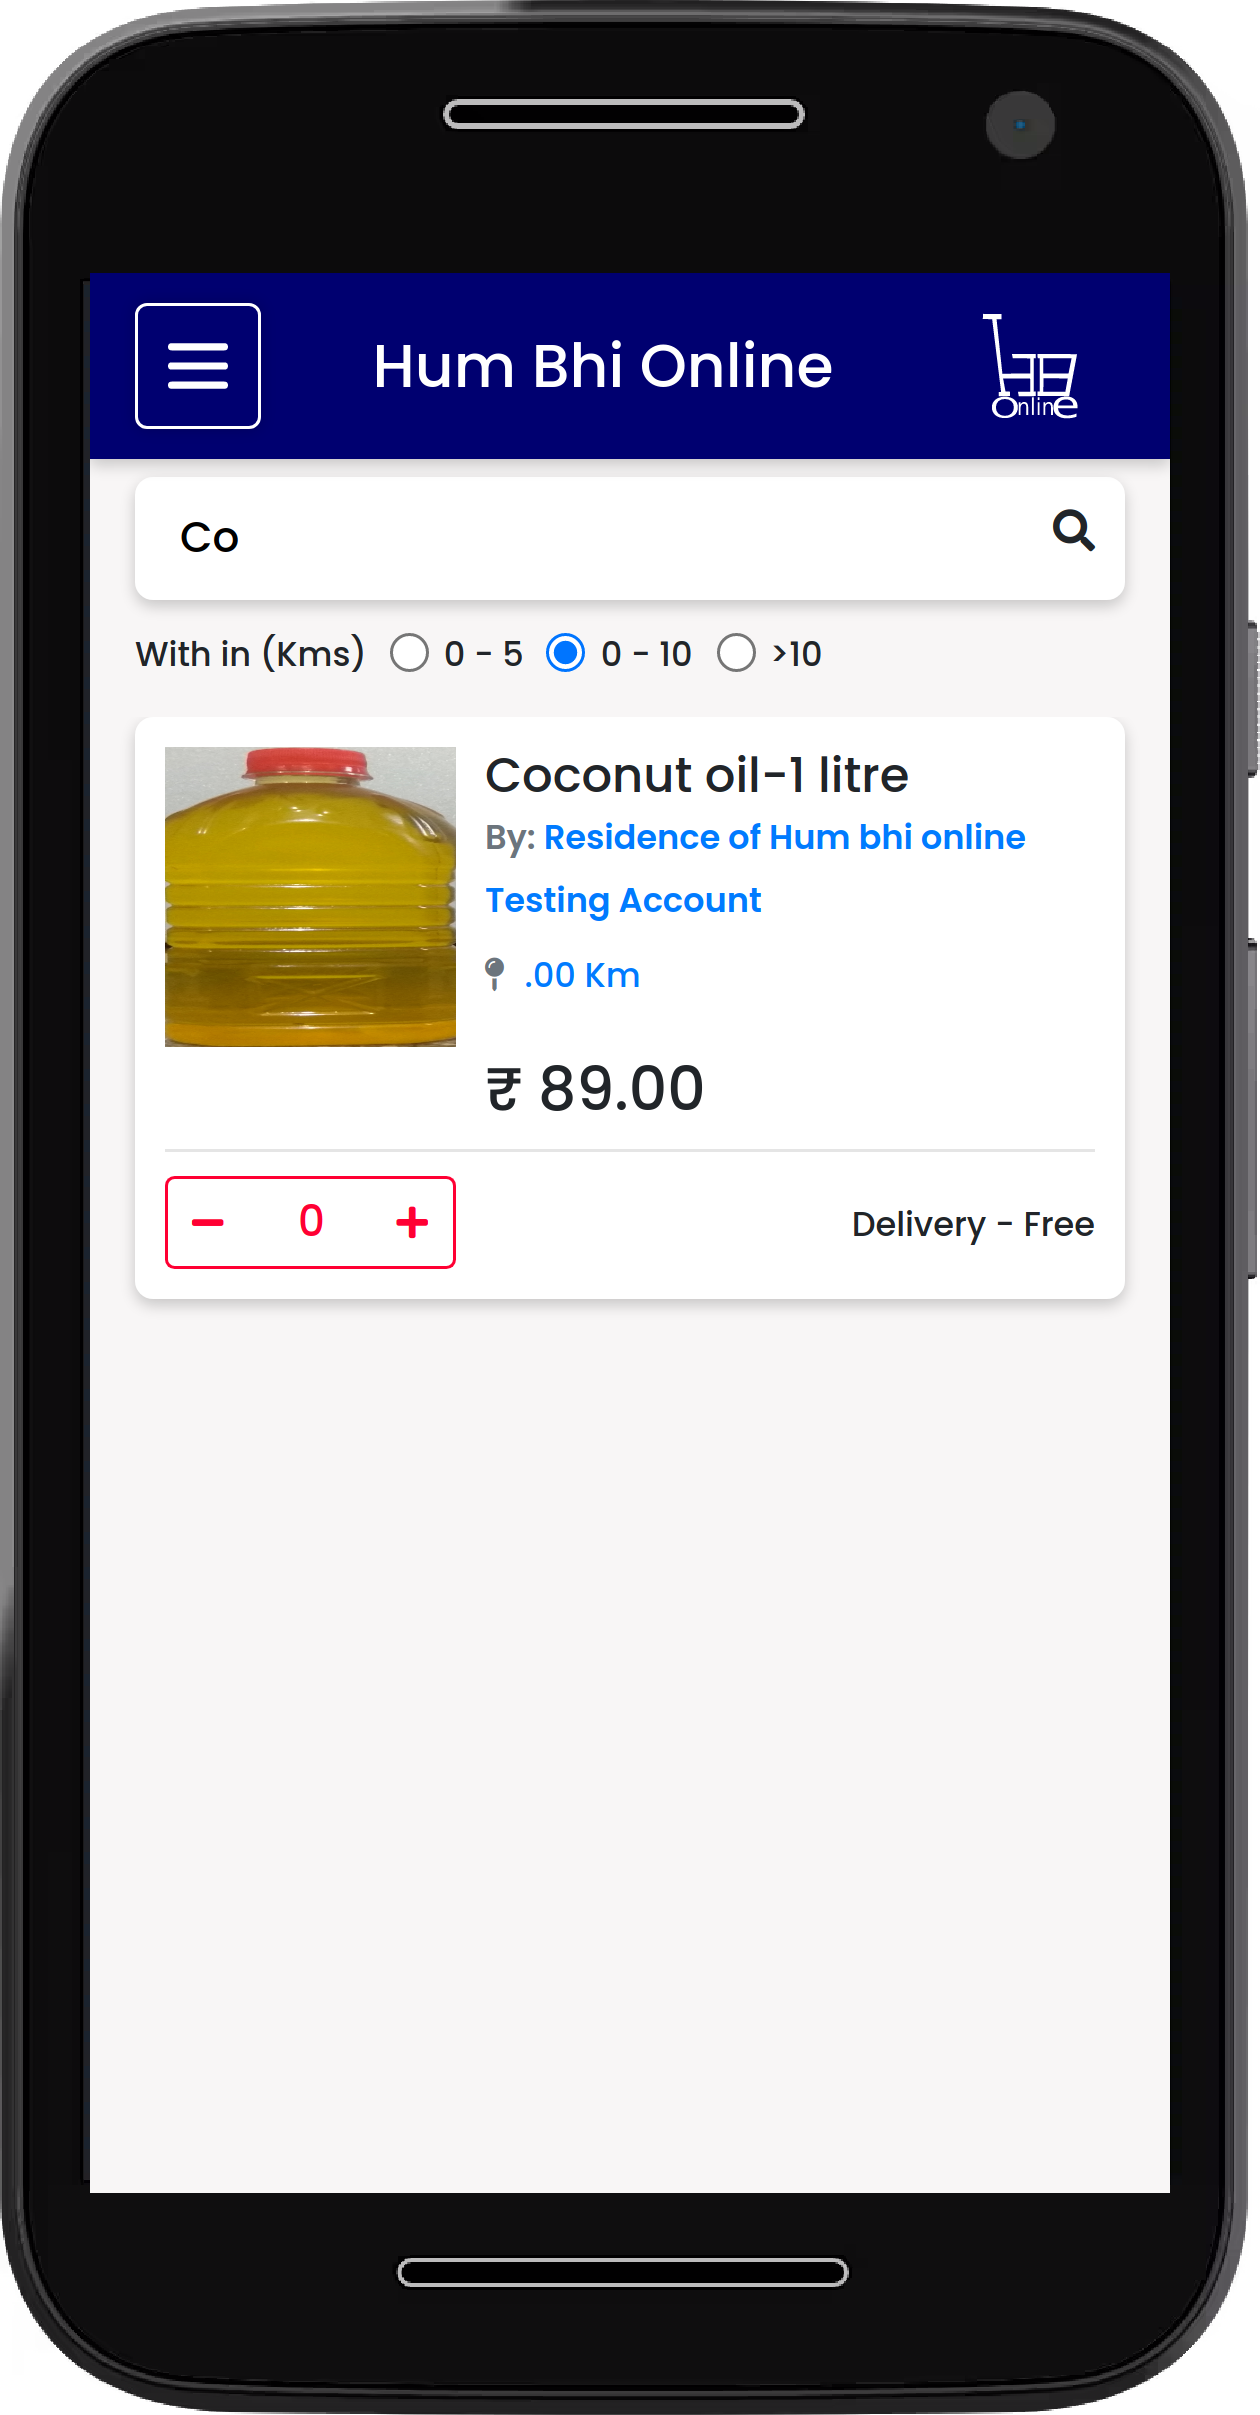 Hum Bhi Online
Online
Co
With in (Kms) 0 - 5 0 - 10 >10
Coconut oil-1 litre
By: Residence of Hum bhi online
Testing Account
.00 Km
₹ 89.00
0
Delivery - Free